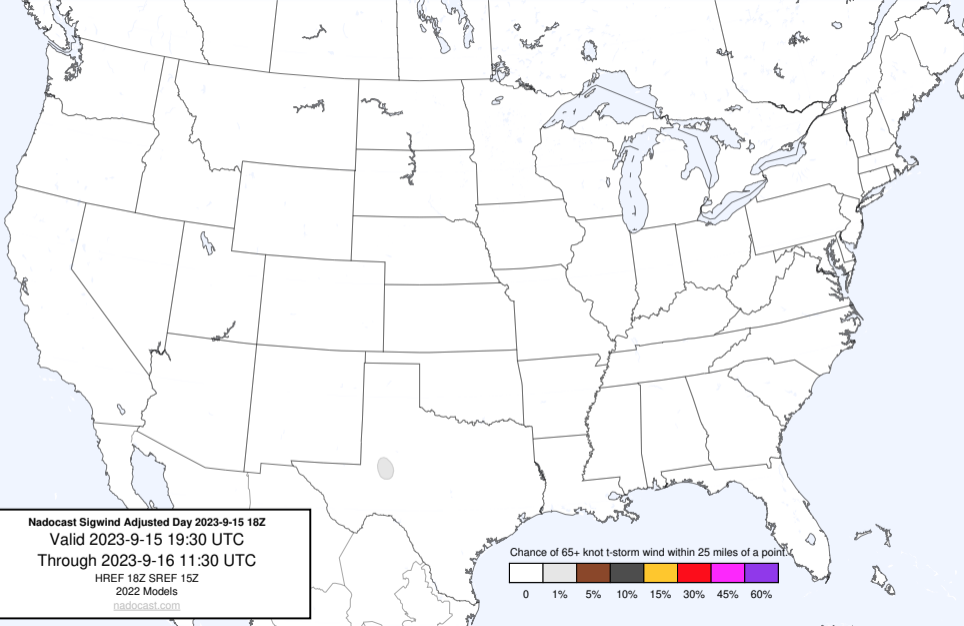 Nadocast Sigwind Adjusted Day 2023-9-15 18Z
Valid 2023-9-15 19:30 UTC
Through 2023-9-16 11:30 UTC
HREF 18Z SREF 15Z
2022 Models
nadocast.com
Chance of 65+ knot t-storm wind within 25 miles of a point.
0 1% 5% 10% 15% 30% 45% 60%